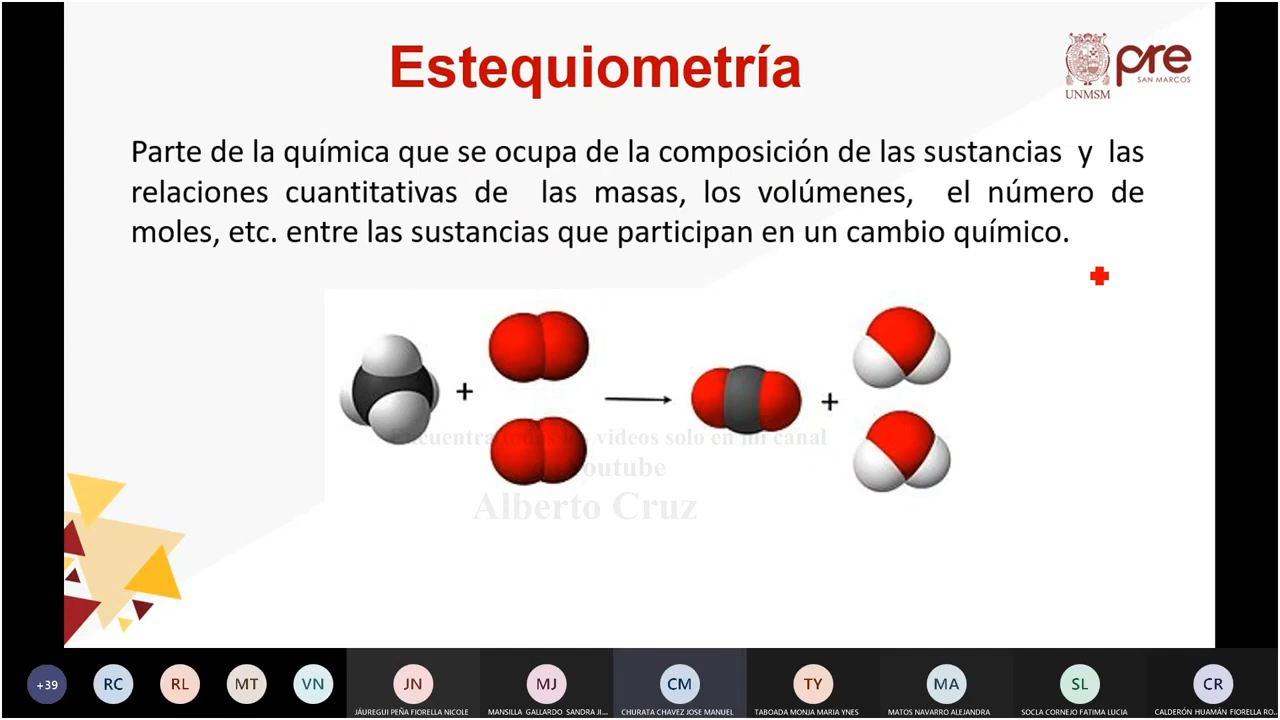 Estequiometría
pre
SAN MARCOS
UNMSM
Parte de la química que se ocupa de la composición de las sustancias y las
relaciones cuantitativas de las masas, los volúmenes, el número de
moles, etc. entre las sustancias que participan en un cambio químico.
+
+
Encuentra todos los videos solo en mi canal
outube
Alberto Cruz
+39
RC
RL
MT
VN
JN
MJ
CM
TY
MA
SL
CR
JÁUREGUI PEÑA FIORELLA NICOLE
MANSILLA GALLARDO SANDRA JI...
CHURATA CHAVEZ JOSE MANUEL
TABOADA MONJA MARIA YNES
MATOS NAVARRO ALEJANDRA
SOCLA CORNEJO FATIMA LUCIA
CALDERÓN HUAMÁN FIORELLA RO...